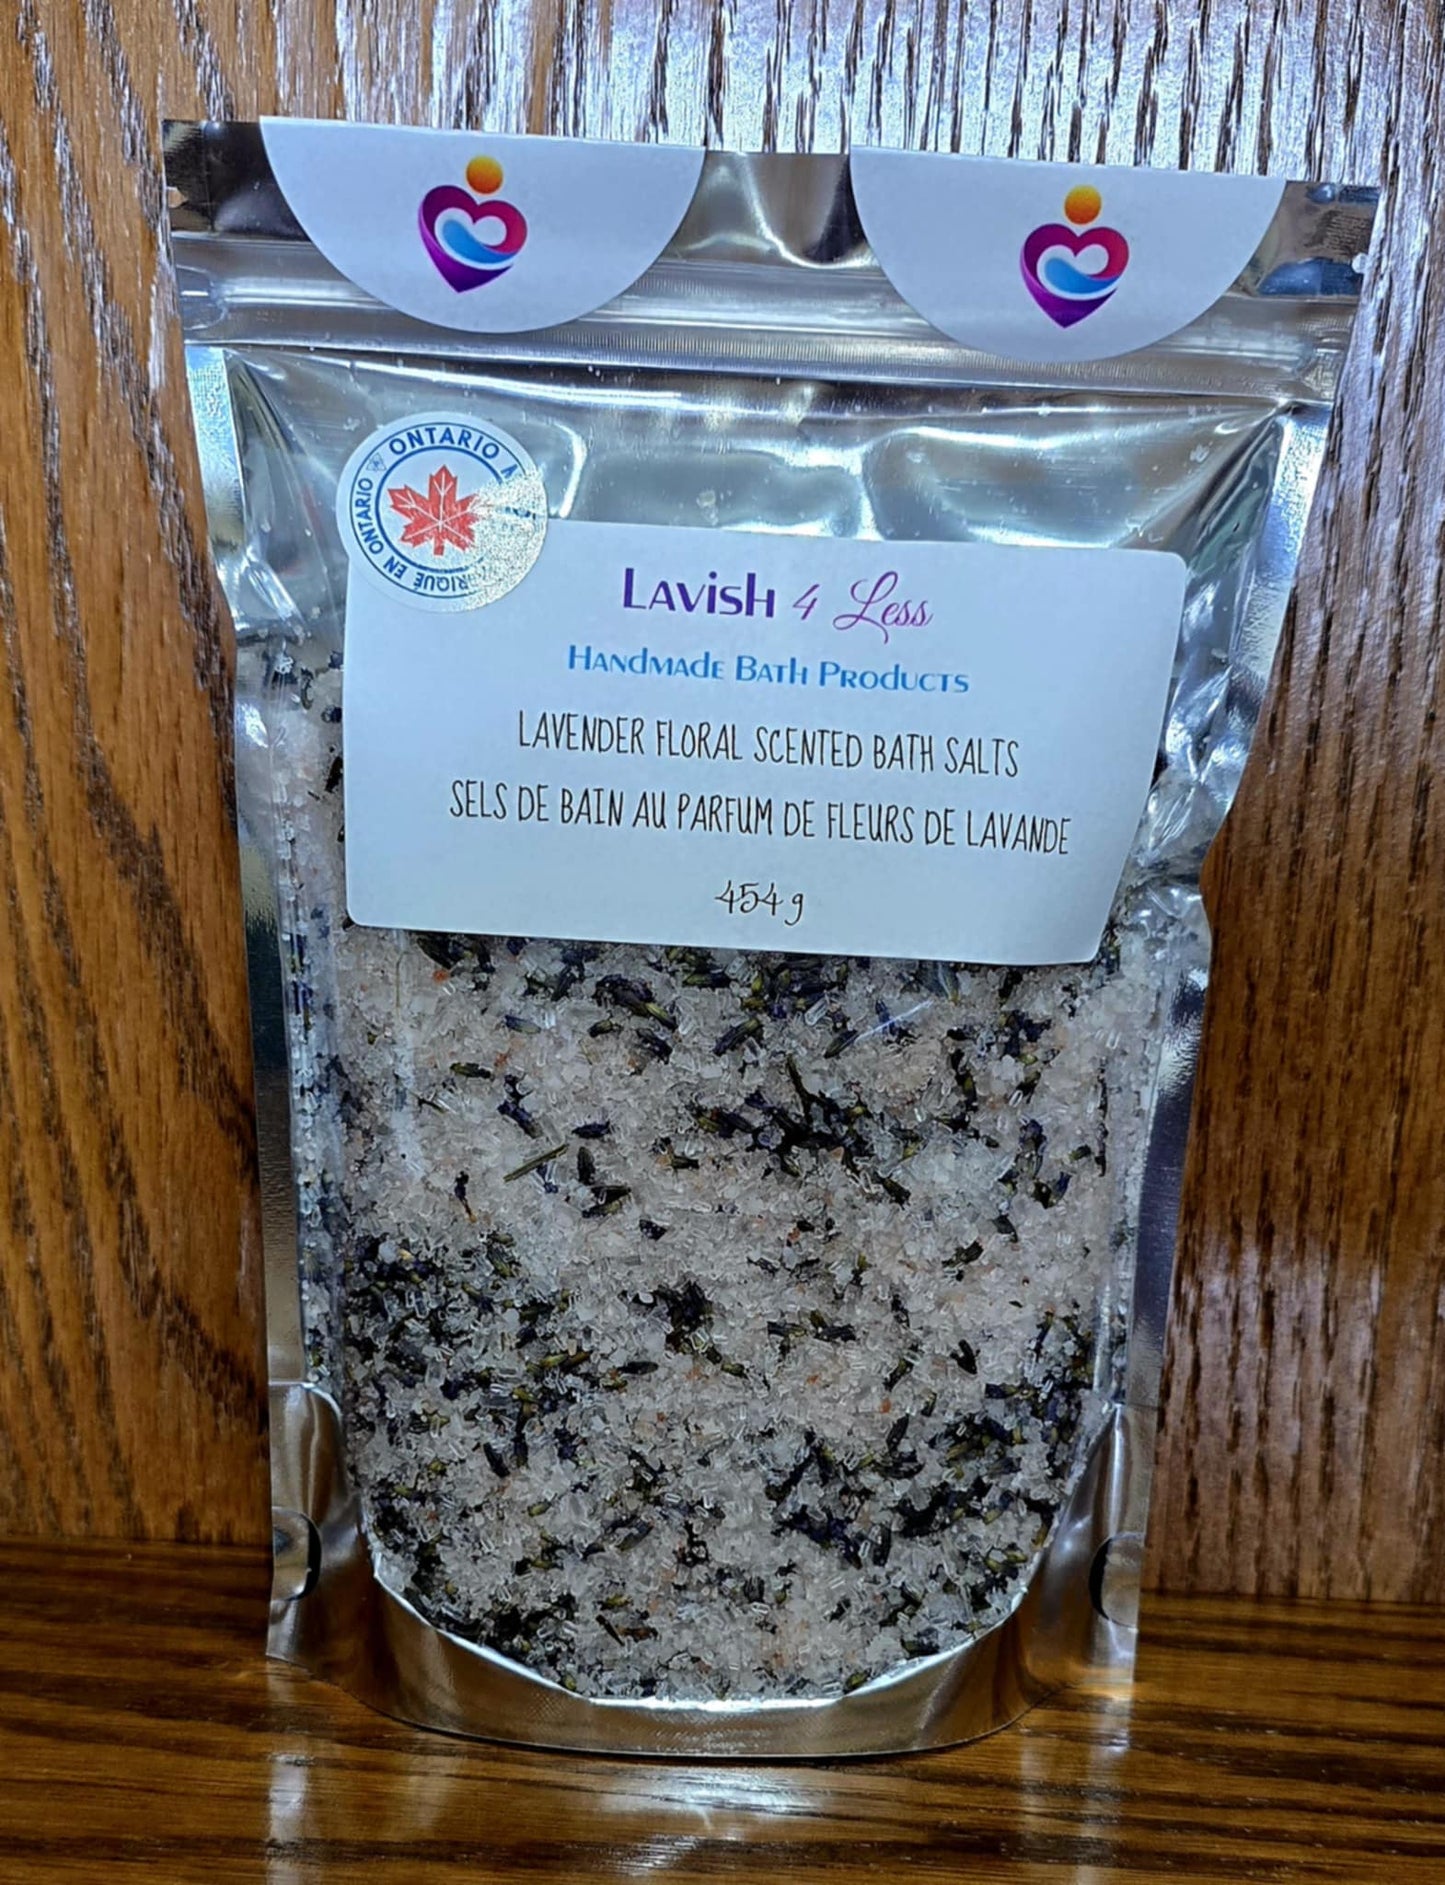 ONTARIO
EN ONTARIO
Lavish 4 Less
Handmade Bath Products
LAVENDER FLORAL SCENTED BATH SALTS
SELS DE BAIN AU PARFUM DE FLEURS DE LAVANDE
454 g